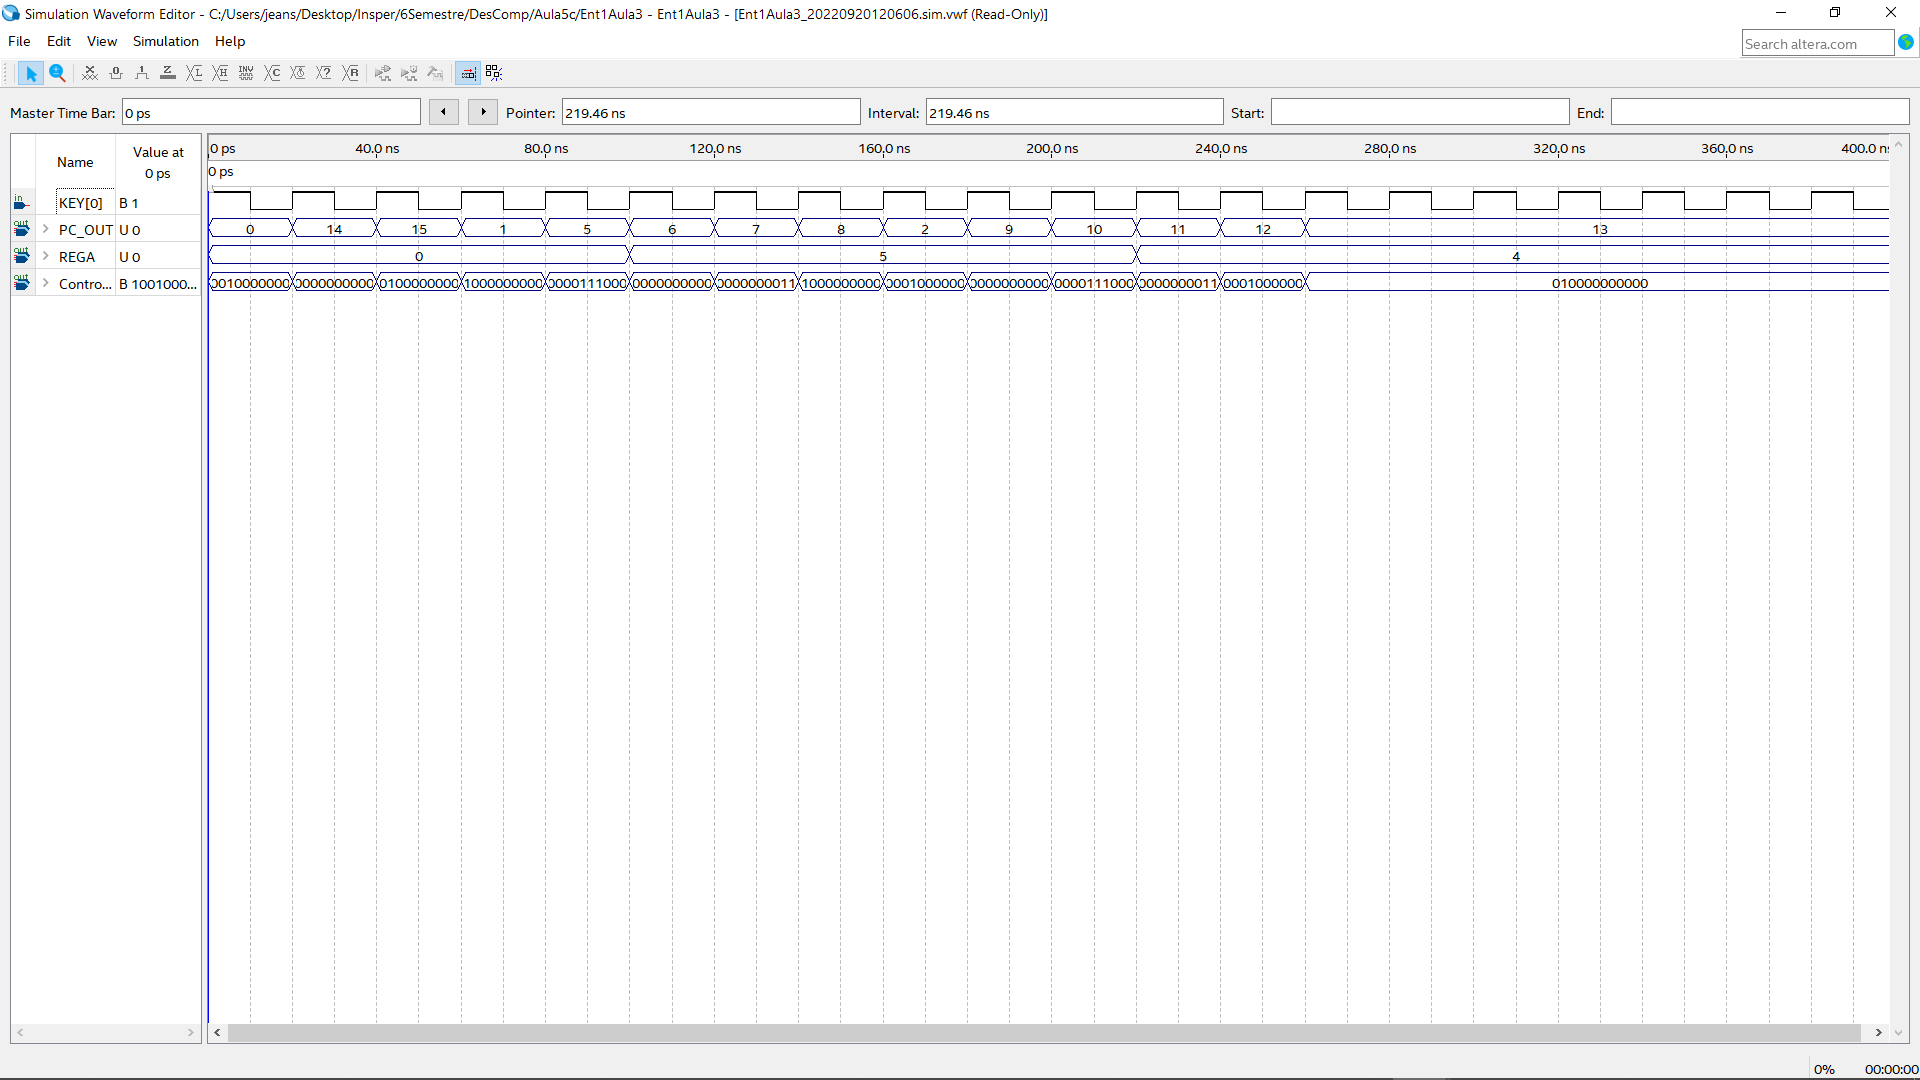 Simulation Waveform Editor - C:/Users/jeans/Desktop/Insper/6Semestre/DesComp/Aula5c/Ent1Aula3 - Ent1Aula3 - [Ent1Aula3_20220920120606.sim.vwf (Read-Only)]
File Edit View Simulation Help
Search altera.com
Master Time Bar: 0 ps Pointer: 219.46 ns Interval: 219.46 ns Start: End:
Name Value at 0 ps
0 ps 40.0 ns 80.0 ns 120.0 ns 160.0 ns 200.0 ns 240.0 ns 280.0 ns 320.0 ns 360.0 ns 400.0 n
0 ps
KEY[0] B 1
PC_OUT U 0 0 14 15 1 5 6 7 8 2 9 10 11 12 13
REGA U 0 0 5 4
Contro... B 1001000... 0010000000 0000000000 0100000000 1000000000 0000111000 0000000000 0000000011 1000000000 0001000000 0000000000 0000111000 0000000011 0001000000 010000000000
0% 00:00:00